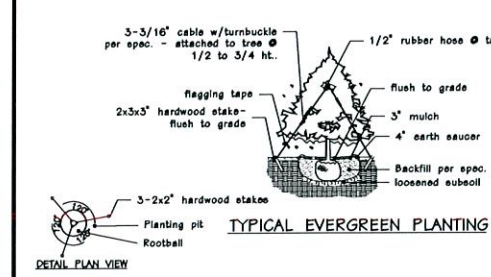 3-3/16" cable w/turnbuckle
per spec. - attached to tree @
1/2 to 3/4 ht..
1/2" rubber hose @
flagging tape
flush to grade
2x3x3" hardwood stake-
flush to grade
3" mulch
4" earth saucer
Backfill per spec.
loosened subsoil
3-2x2" hardwood stakes
120
120
120
Planting pit
Rootball
TYPICAL EVERGREEN PLANTING
DETAIL PLAN VIEW